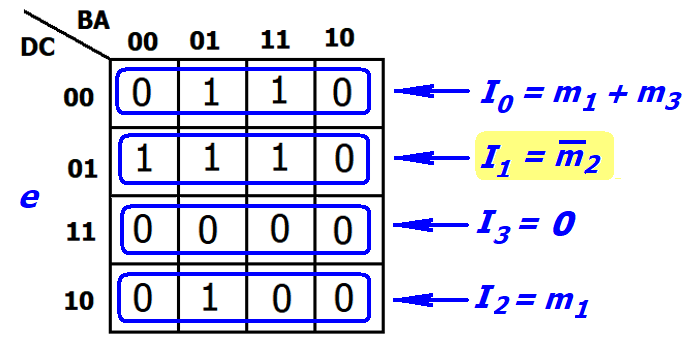 BA
DC 00 01 11 10
00 0 1 1 0 I₀ = m₁ + m₃
01 1 1 1 0 I₁ = m̅₂
e
11 0 0 0 0 I₃ = 0
10 0 1 0 0 I₂ = m₁